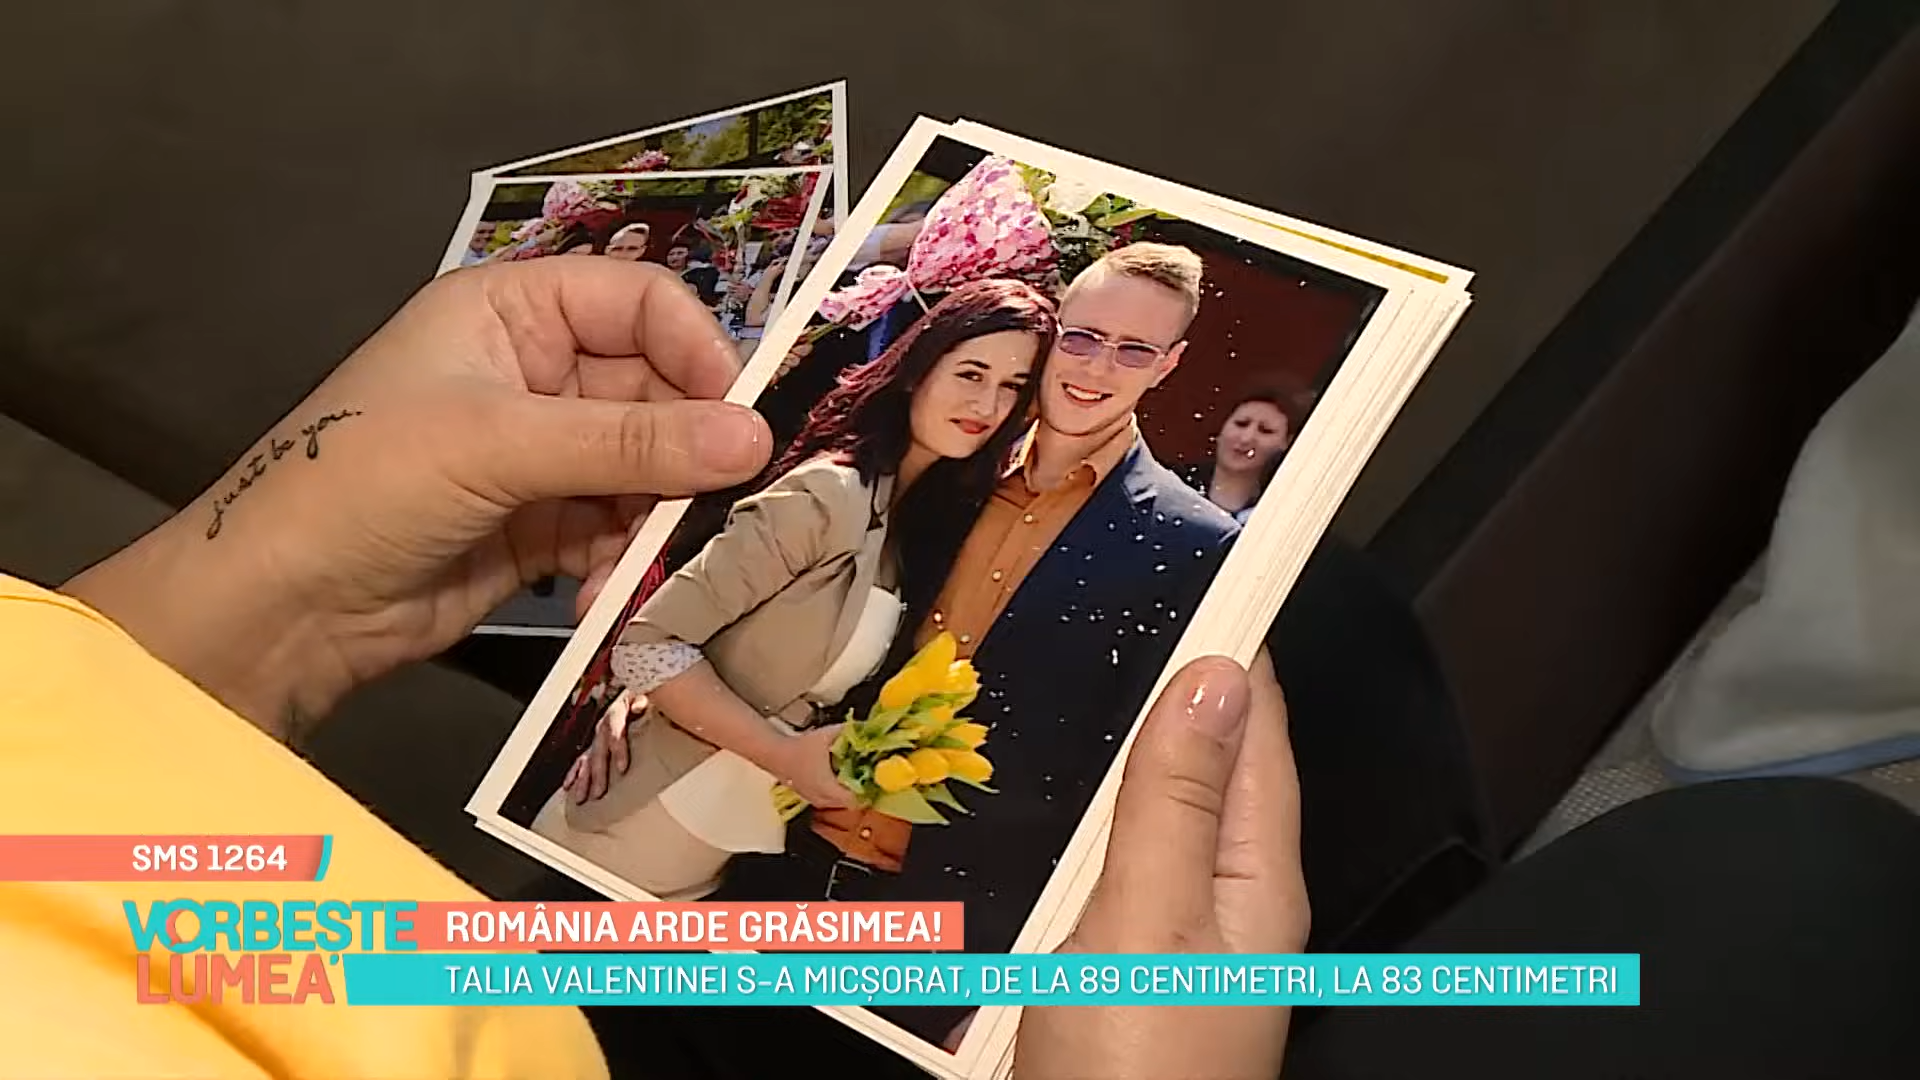 just be you.
SMS 1264
VORBEȘTE
LUMEA
ROMÂNIA ARDE GRĂSIMEA!
TALIA VALENTINEI S-A MICȘORAT, DE LA 89 CENTIMETRI, LA 83 CENTIMETRI